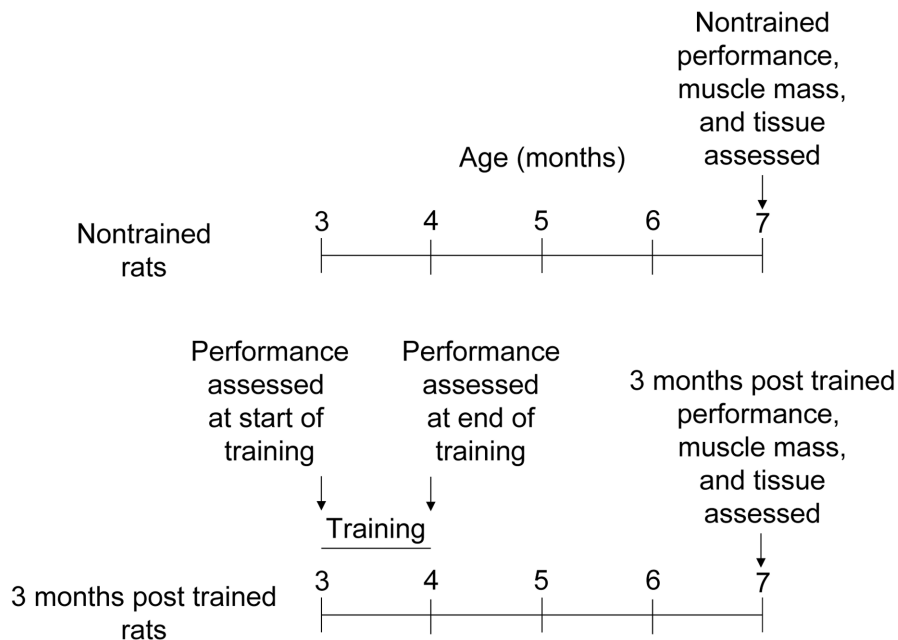 Nontrained
performance,
muscle mass,
and tissue
assessed
Age (months)
3 4 5 6 7
Nontrained
rats
Performance
assessed
at start of
training
Performance
assessed
at end of
training
3 months post trained
performance,
muscle mass,
and tissue
assessed
Training
3 4 5 6 7
3 months post trained
rats